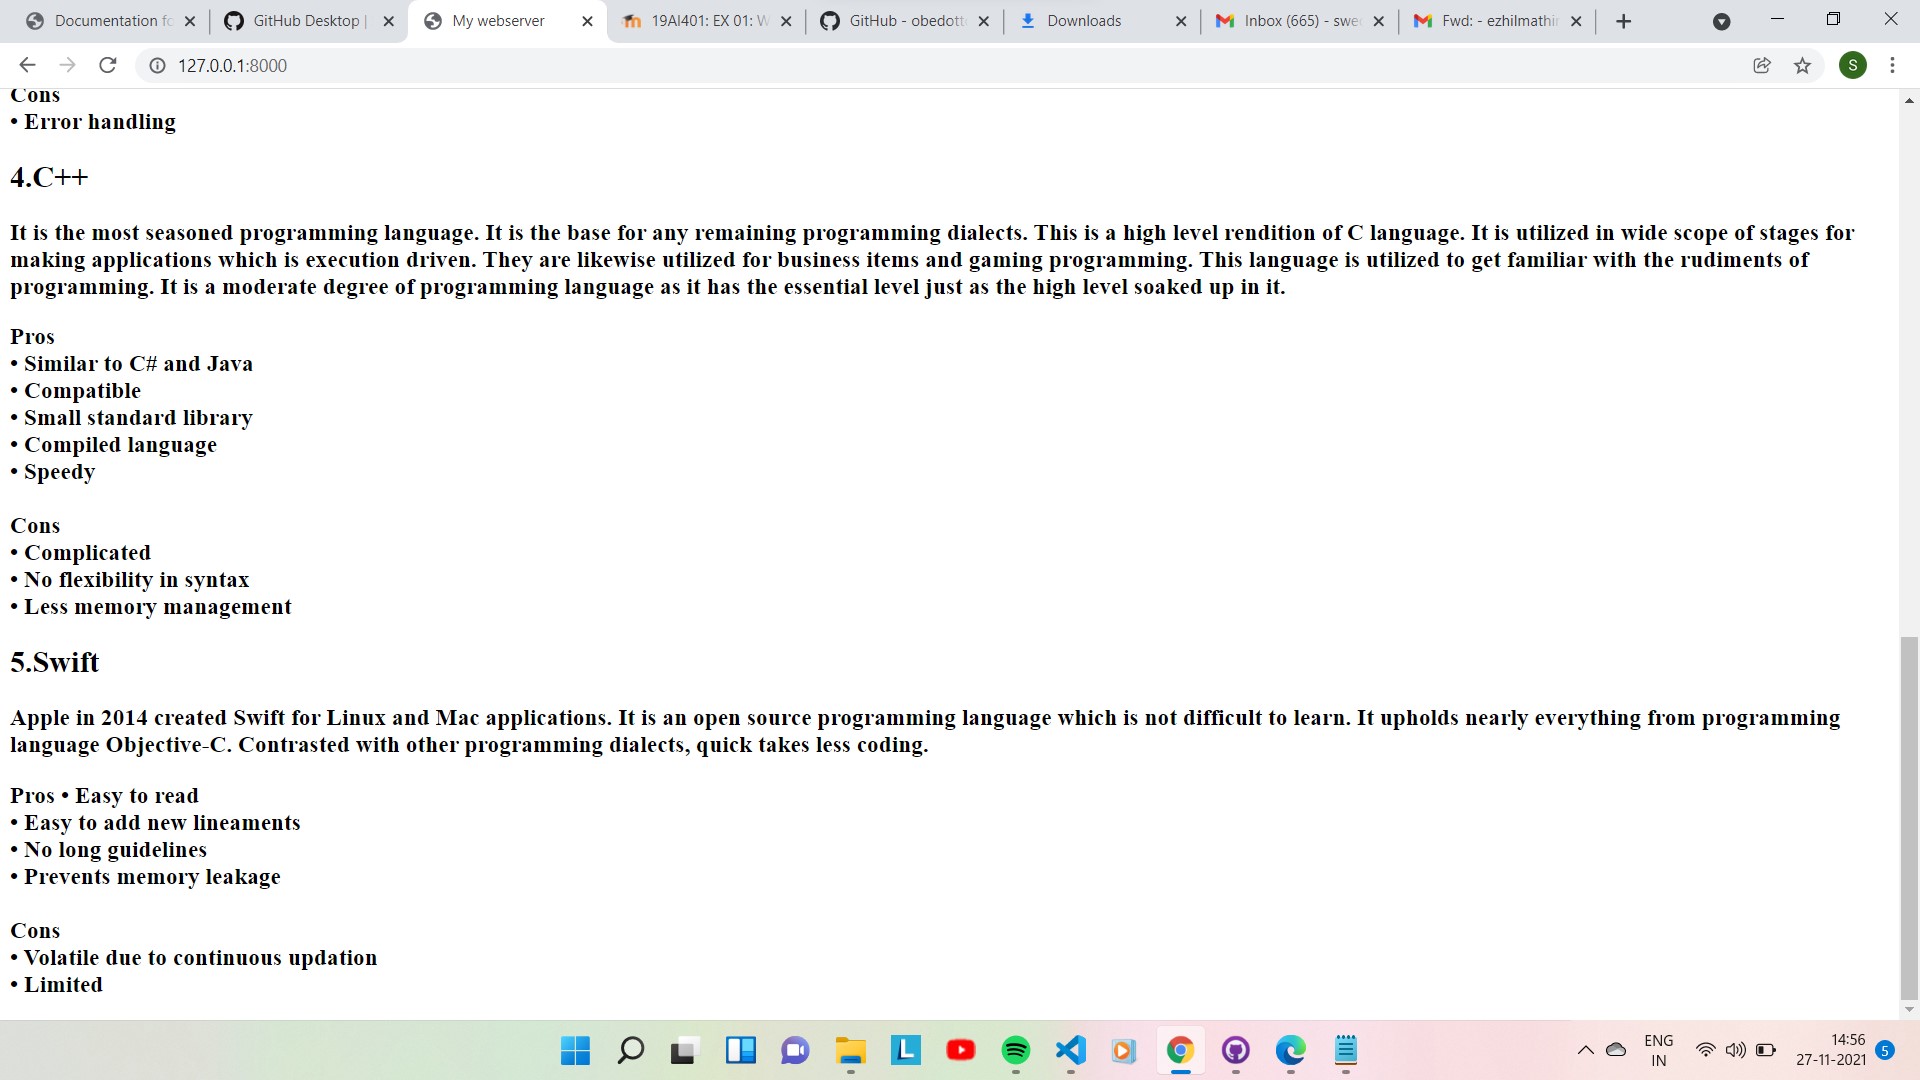 Documentation fo
GitHub Desktop |
My webserver
19AI401: EX 01: W
GitHub - obedott
Downloads
Inbox (665) - swe
Fwd: - ezhilmathi
127.0.0.1:8000
S
Cons
• Error handling
4.C++
It is the most seasoned programming language. It is the base for any remaining programming dialects. This is a high level rendition of C language. It is utilized in wide scope of stages for
making applications which is execution driven. They are likewise utilized for business items and gaming programming. This language is utilized to get familiar with the rudiments of
programming. It is a moderate degree of programming language as it has the essential level just as the high level soaked up in it.
Pros
• Similar to C# and Java
• Compatible
• Small standard library
• Compiled language
• Speedy
Cons
• Complicated
• No flexibility in syntax
• Less memory management
5.Swift
Apple in 2014 created Swift for Linux and Mac applications. It is an open source programming language which is not difficult to learn. It upholds nearly everything from programming
language Objective-C. Contrasted with other programming dialects, quick takes less coding.
Pros • Easy to read
• Easy to add new lineaments
• No long guidelines
• Prevents memory leakage
Cons
• Volatile due to continuous updation
• Limited
L
ENG
IN
14:56
27-11-2021
5